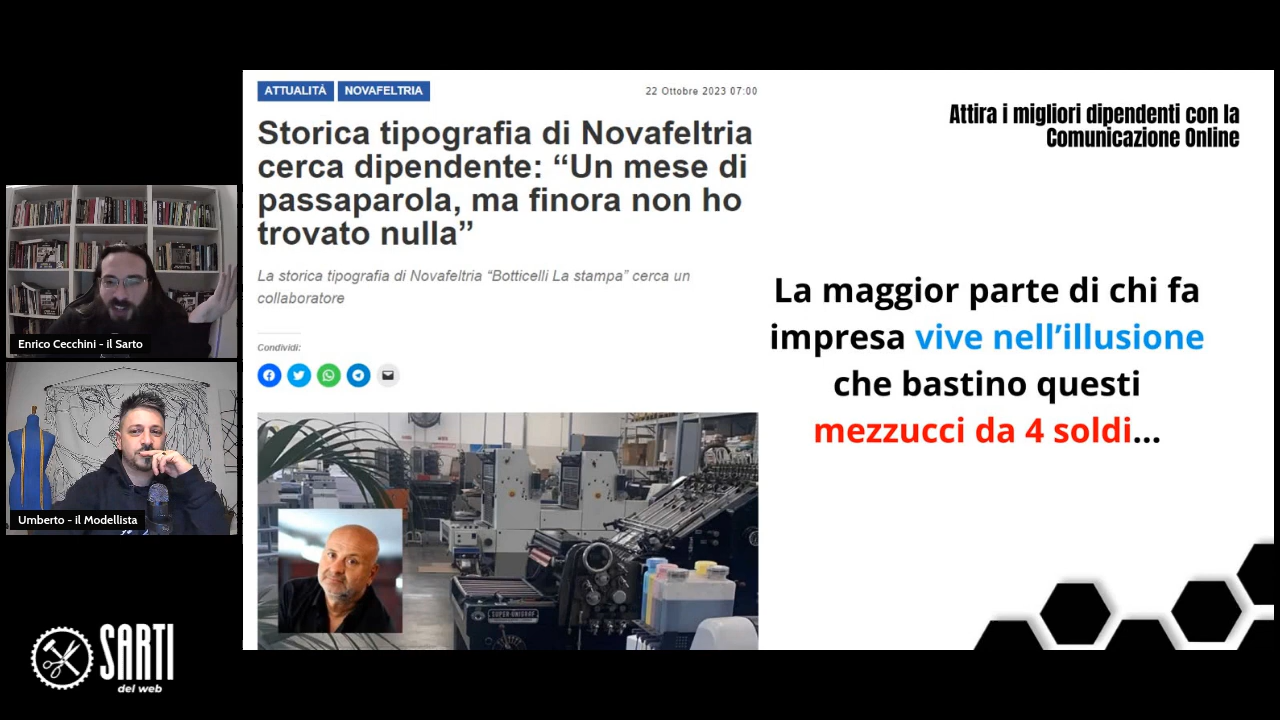 ATTUALITÁ
NOVAFELTRIA
22 Ottobre 2023 07:00
Storica tipografia di Novafeltria
cerca dipendente: “Un mese di
passaparola, ma finora non ho
trovato nulla”
La storica tipografia di Novafeltria “Botticelli La stampa” cerca un
collaboratore
Condividi:
SUPER-UNIGRAF
Attira i migliori dipendenti con la
Comunicazione Online
La maggior parte di chi fa
impresa vive nell’illusione
che bastino questi
mezzucci da 4 soldi...
Enrico Cecchini - il Sarto
Umberto - il Modellista
SARTI
del web